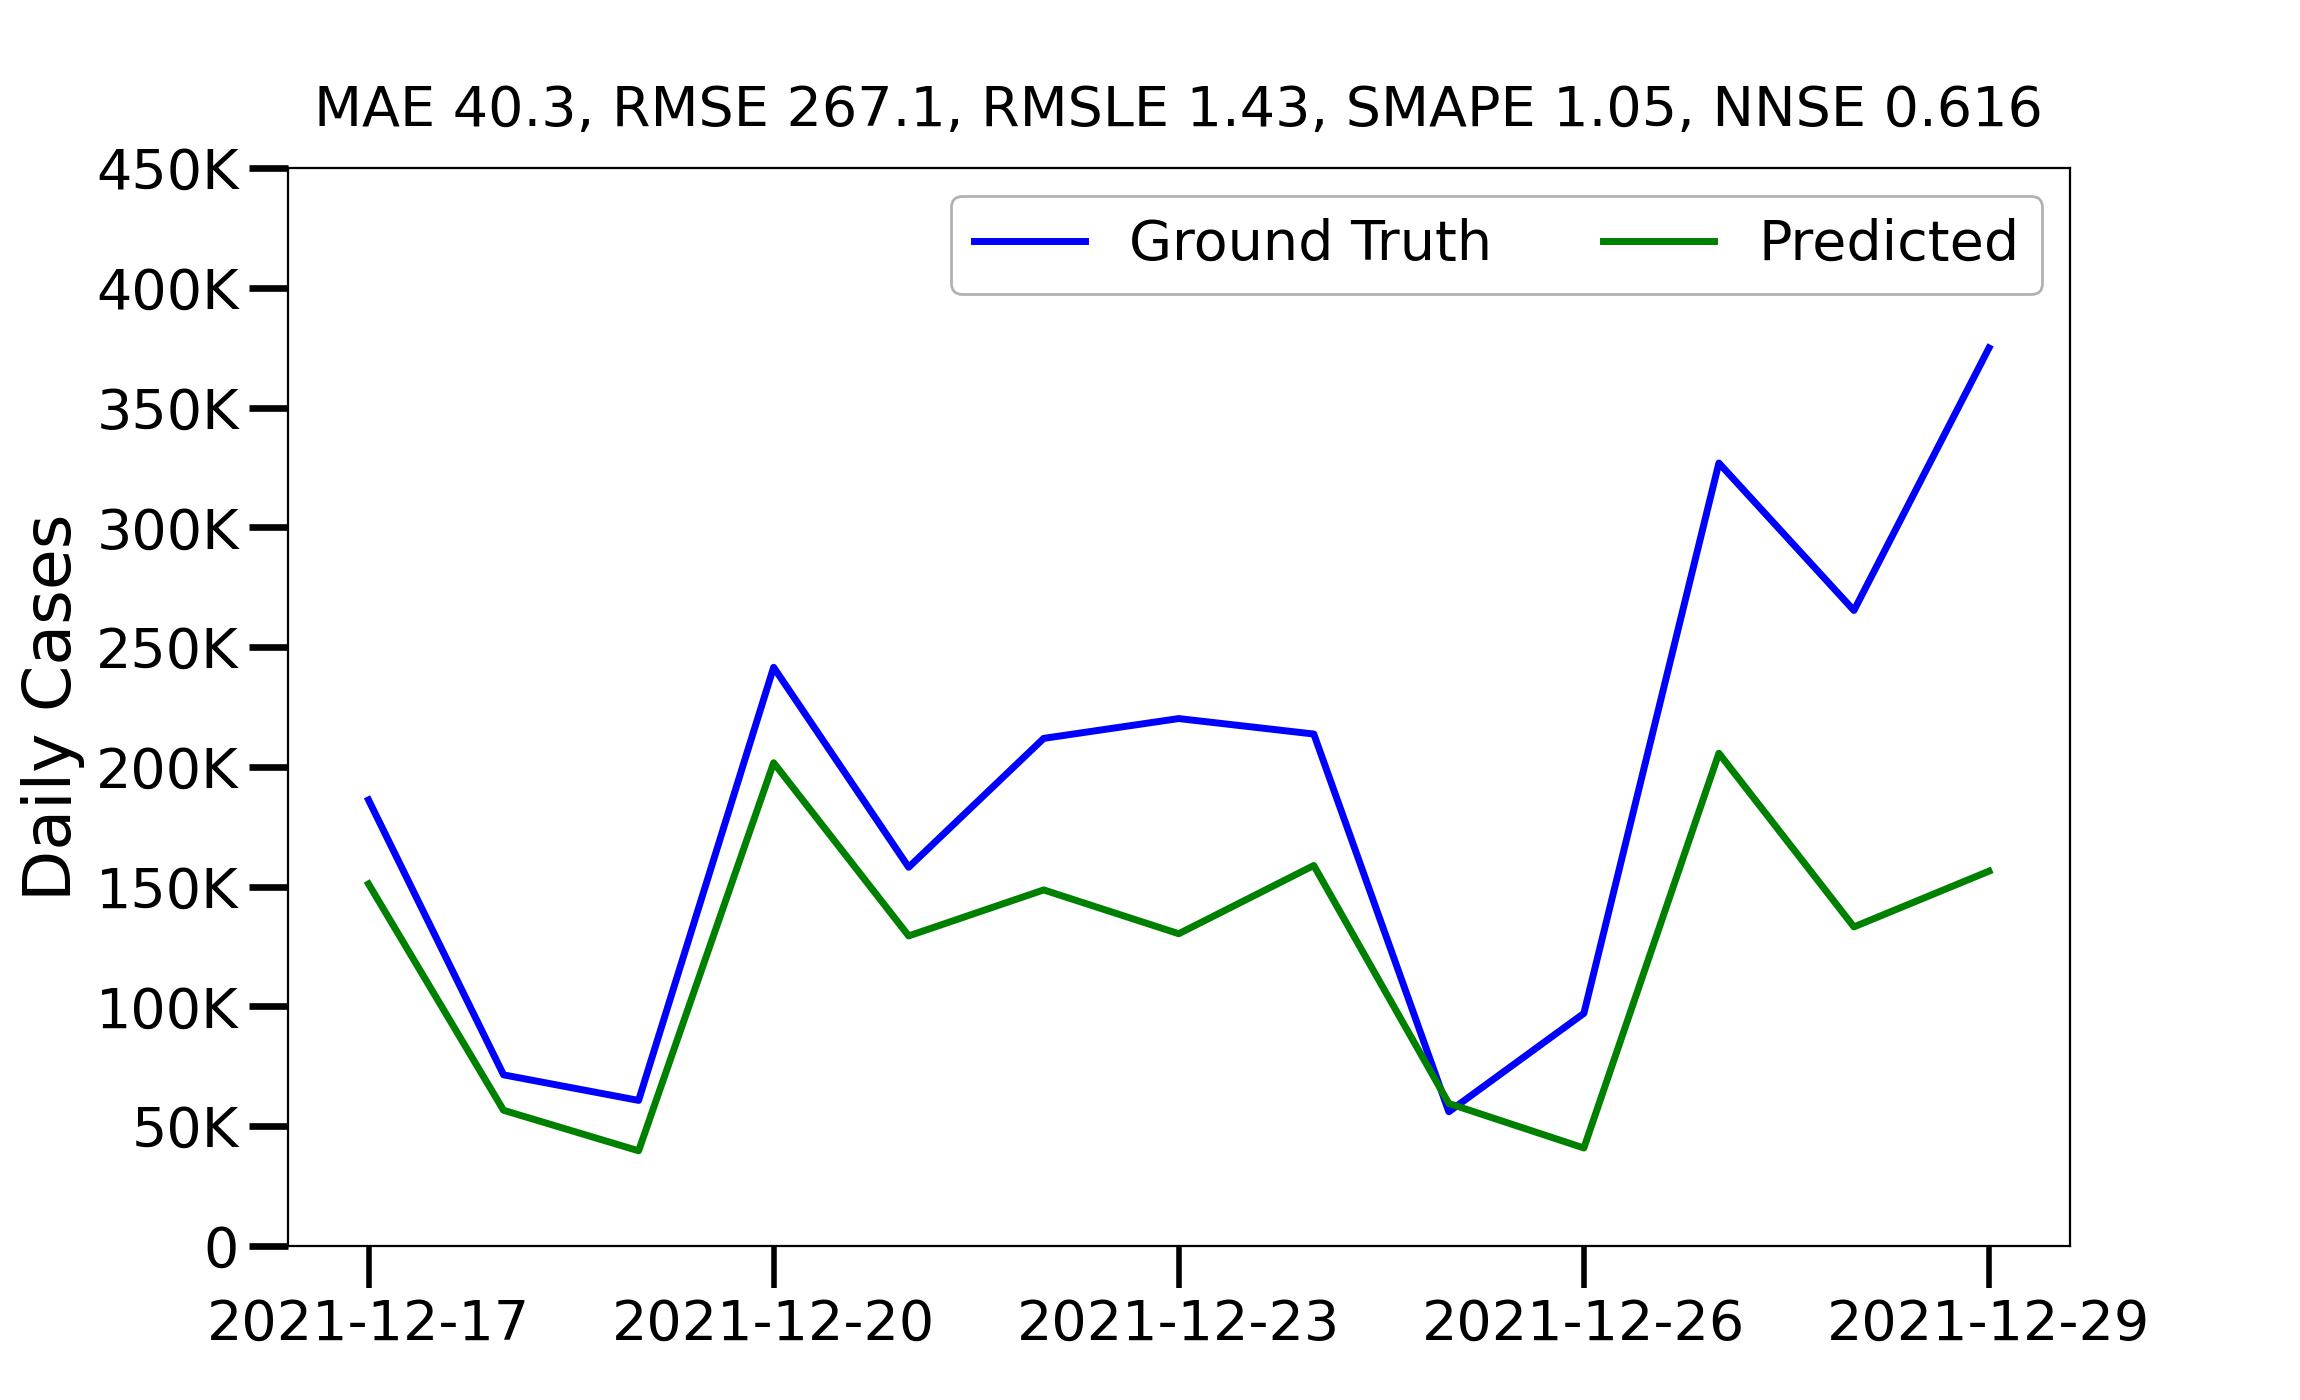 MAE 40.3, RMSE 267.1, RMSLE 1.43, SMAPE 1.05, NNSE 0.616
Ground Truth
Predicted
Daily Cases
450K
400K
350K
300K
250K
200K
150K
100K
50K
0
2021-12-17
2021-12-20
2021-12-23
2021-12-26
2021-12-29